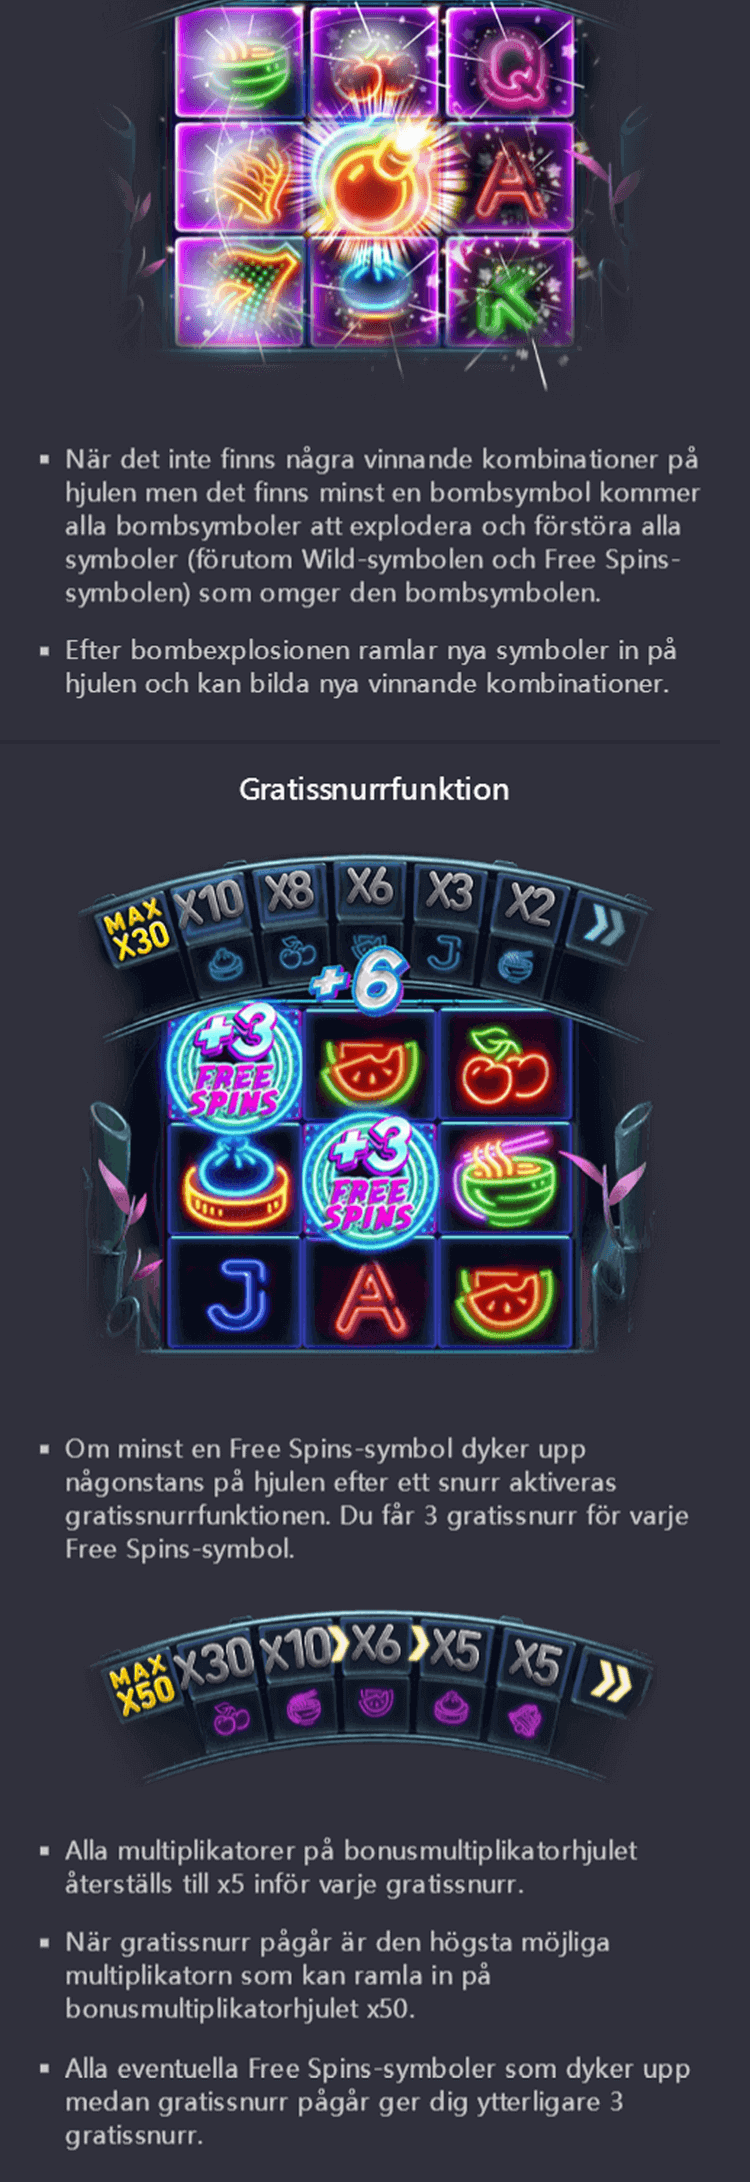 Q
A
7
K
När det inte finns några vinnande kombinationer på
hjulen men det finns minst en bombsymbol kommer
alla bombsymboler att explodera och förstöra alla
symboler (förutom Wild-symbolen och Free Spins-
symbolen) som omger den bombsymbolen.
Efter bombexplosionen ramlar nya symboler in på
hjulen och kan bilda nya vinnande kombinationer.
Gratissnurrfunktion
MAX X10 X8 X6 X3 X2 »
X30
J
+6
+3
FREE
SPINS
+3
FREE
SPINS
J A
Om minst en Free Spins-symbol dyker upp
någonstans på hjulen efter ett snurr aktiveras
gratissnurrfunktionen. Du får 3 gratissnurr för varje
Free Spins-symbol.
MAX X30 X10 X6 X5 X5 »
X50
Alla multiplikatorer på bonusmultiplikatorhjulet
återställs till x5 inför varje gratissnurr.
När gratissnurr pågår är den högsta möjliga
multiplikatorn som kan ramla in på
bonusmultiplikatorhjulet x50.
Alla eventuella Free Spins-symboler som dyker upp
medan gratissnurr pågår ger dig ytterligare 3
gratissnurr.